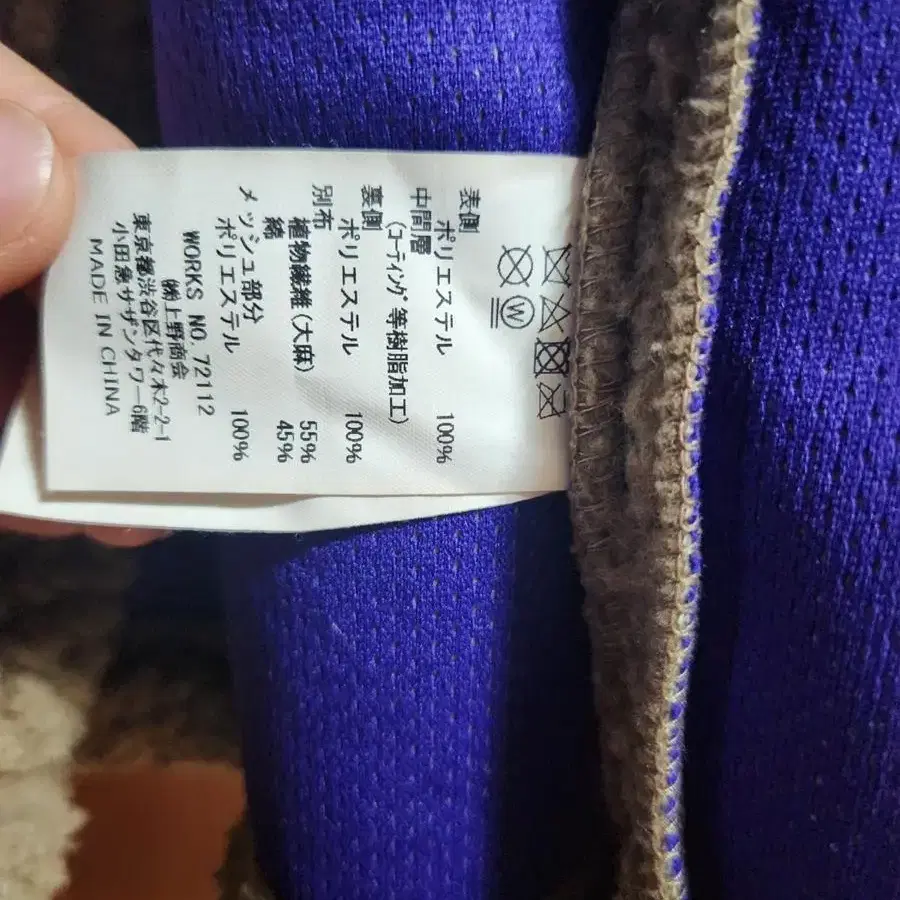 表側
ポリエステル 100%
中間層
(コーティング等樹脂加工)
裏側
ポリエステル 100%
別布
植物繊維(大麻) 55%
綿 45%
メッシュ部分
ポリエステル 100%
WORKS NO. 72112
㈱上野商会
東京都渋谷区代々木2-2-1
小田急サザンタワー6階
MADE IN CHINA